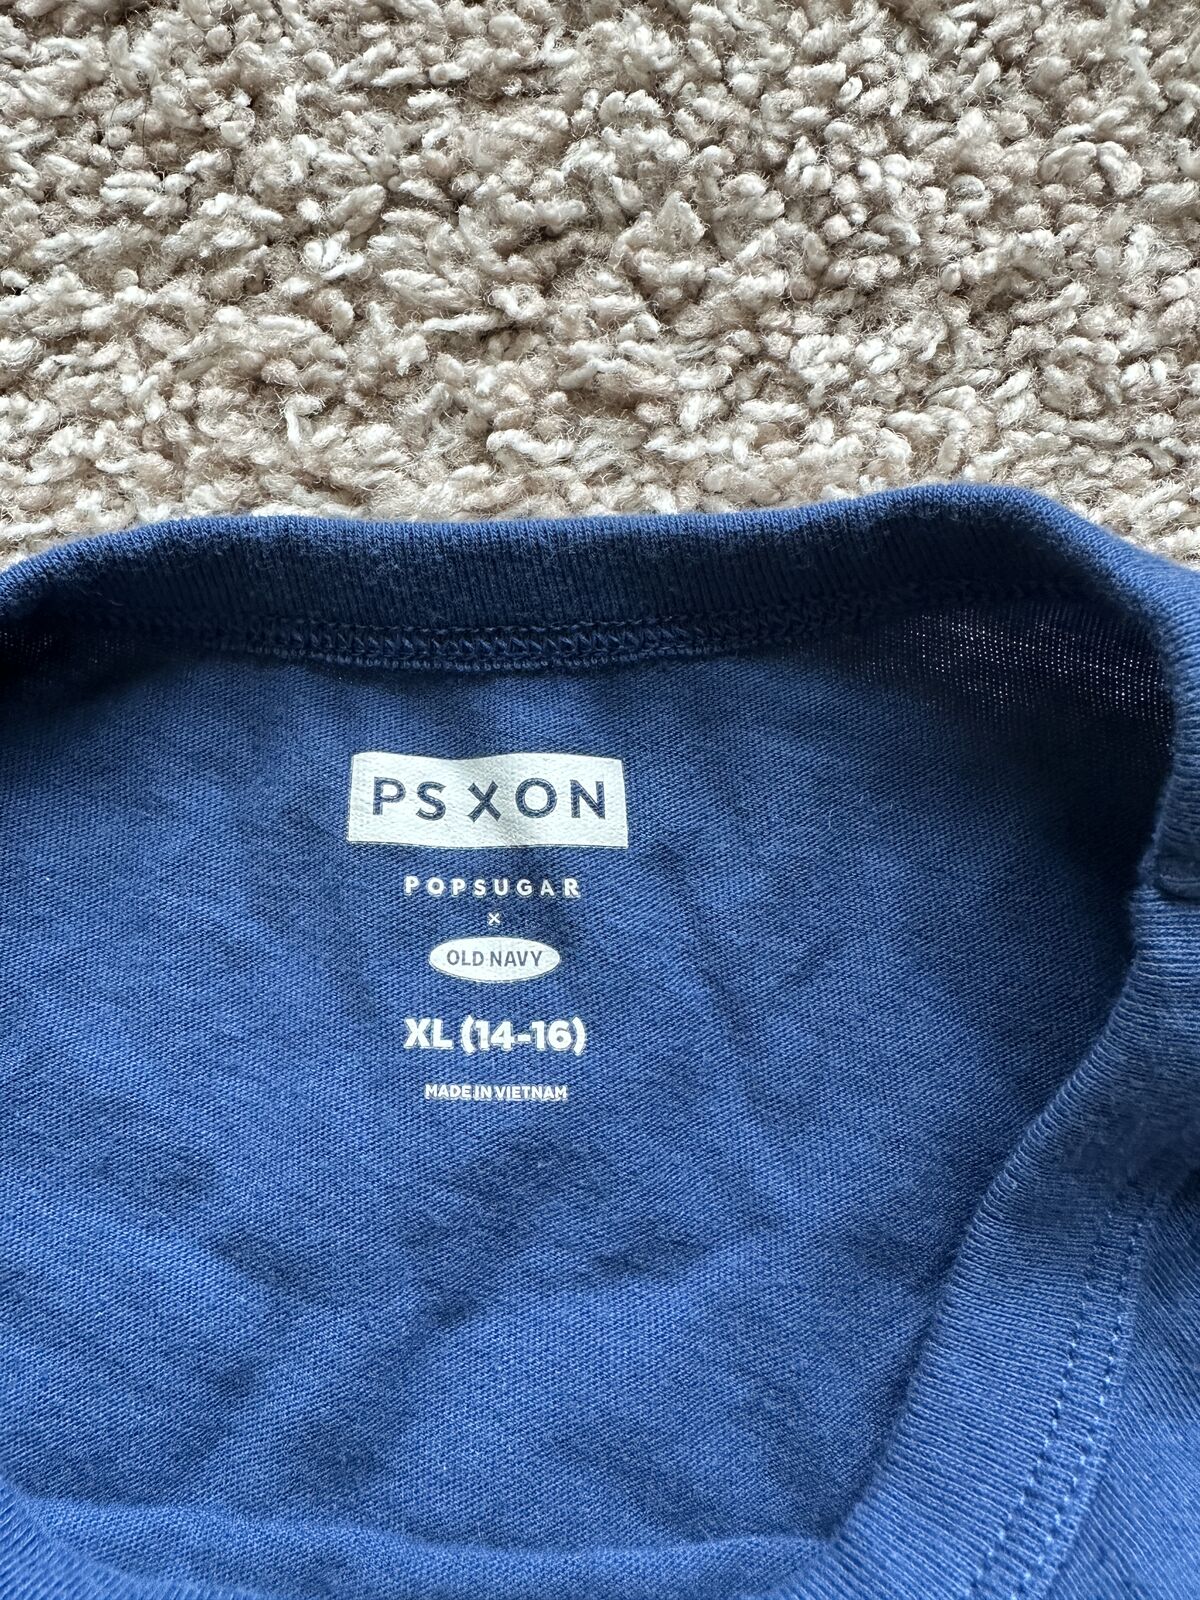 PS X ON
POPSUGAR
×
OLD NAVY
XL (14-16)
MADE IN VIETNAM